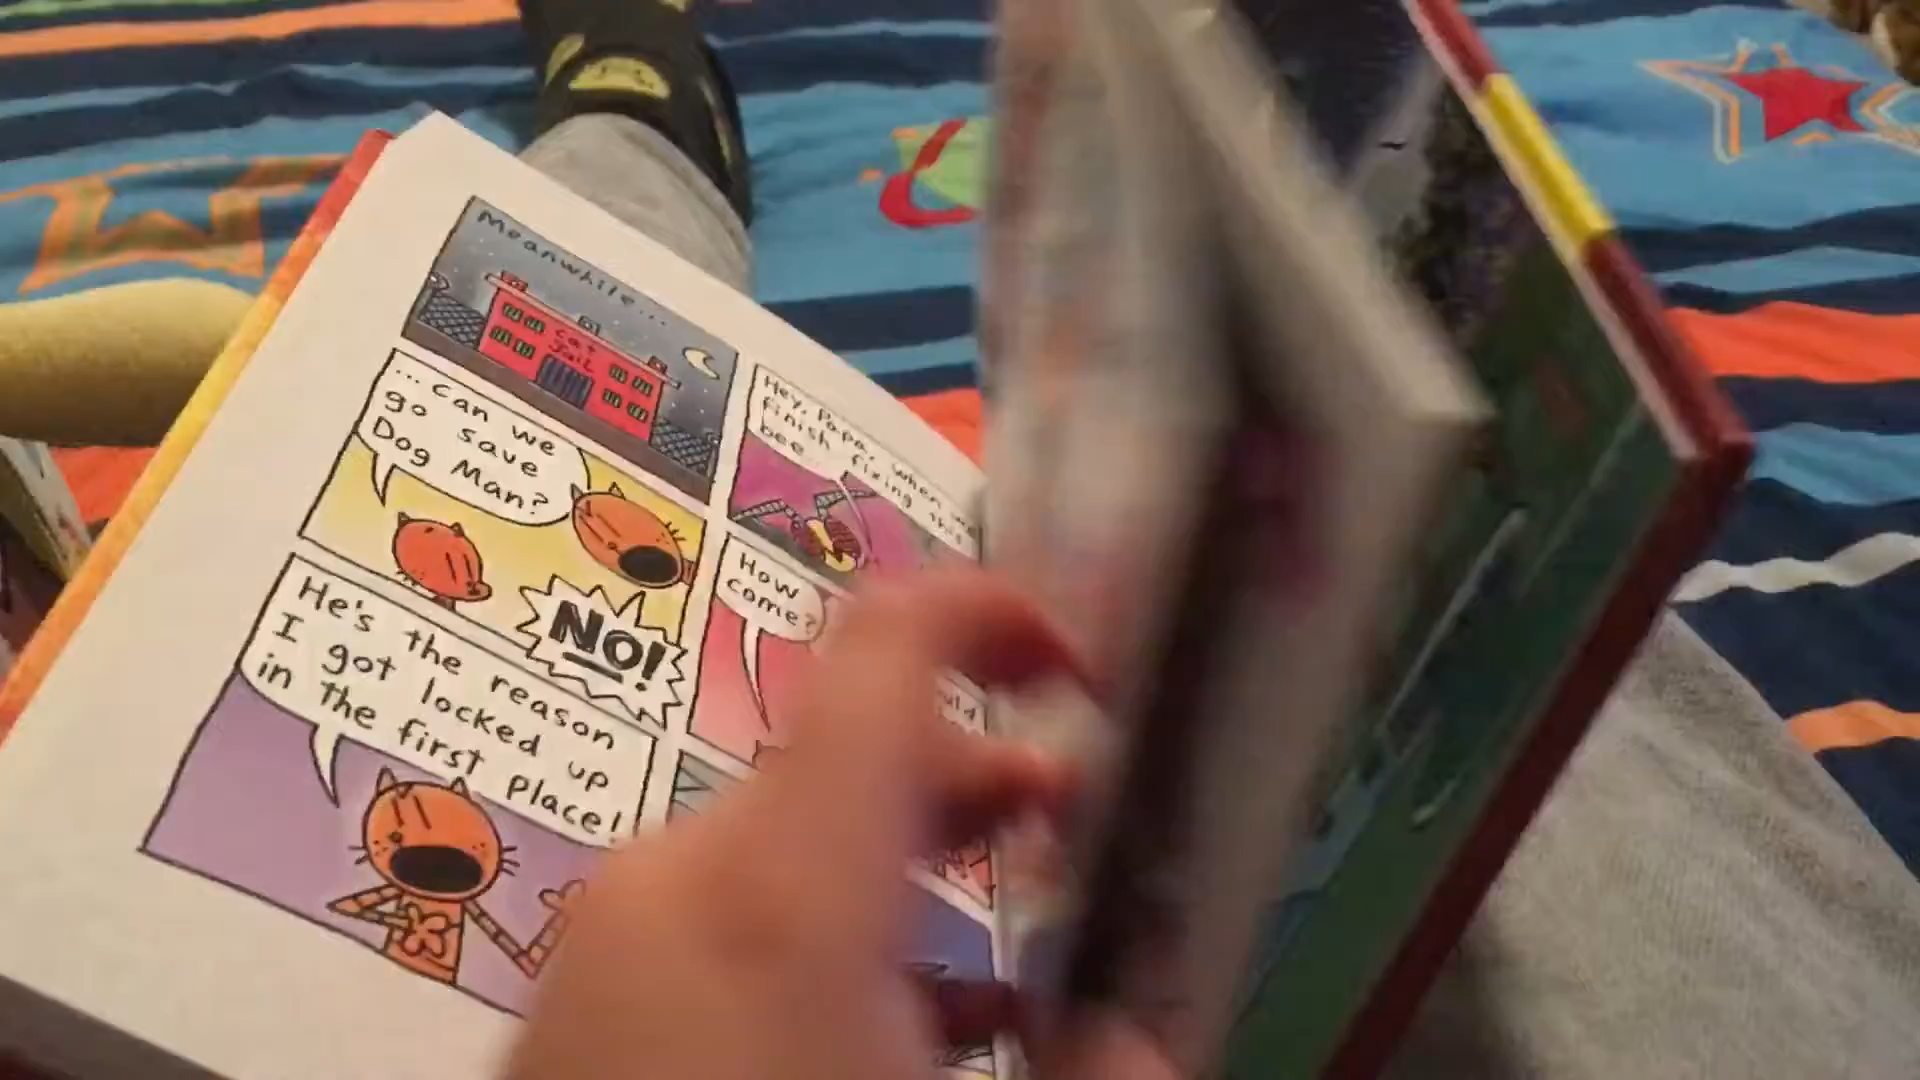 Meanwhile...
Cat
Jail
Hey, Papa, when we
finish fixing this
bee...
...can we
go save
Dog Man?
NO!
How
come?
He's the reason
I got locked up
in the first place!